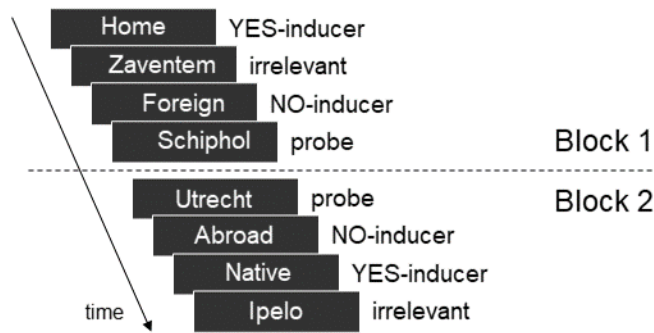 Home YES-inducer
Zaventem irrelevant
Foreign NO-inducer
Schiphol probe Block 1
Utrecht probe Block 2
Abroad NO-inducer
Native YES-inducer
time Ipelo irrelevant